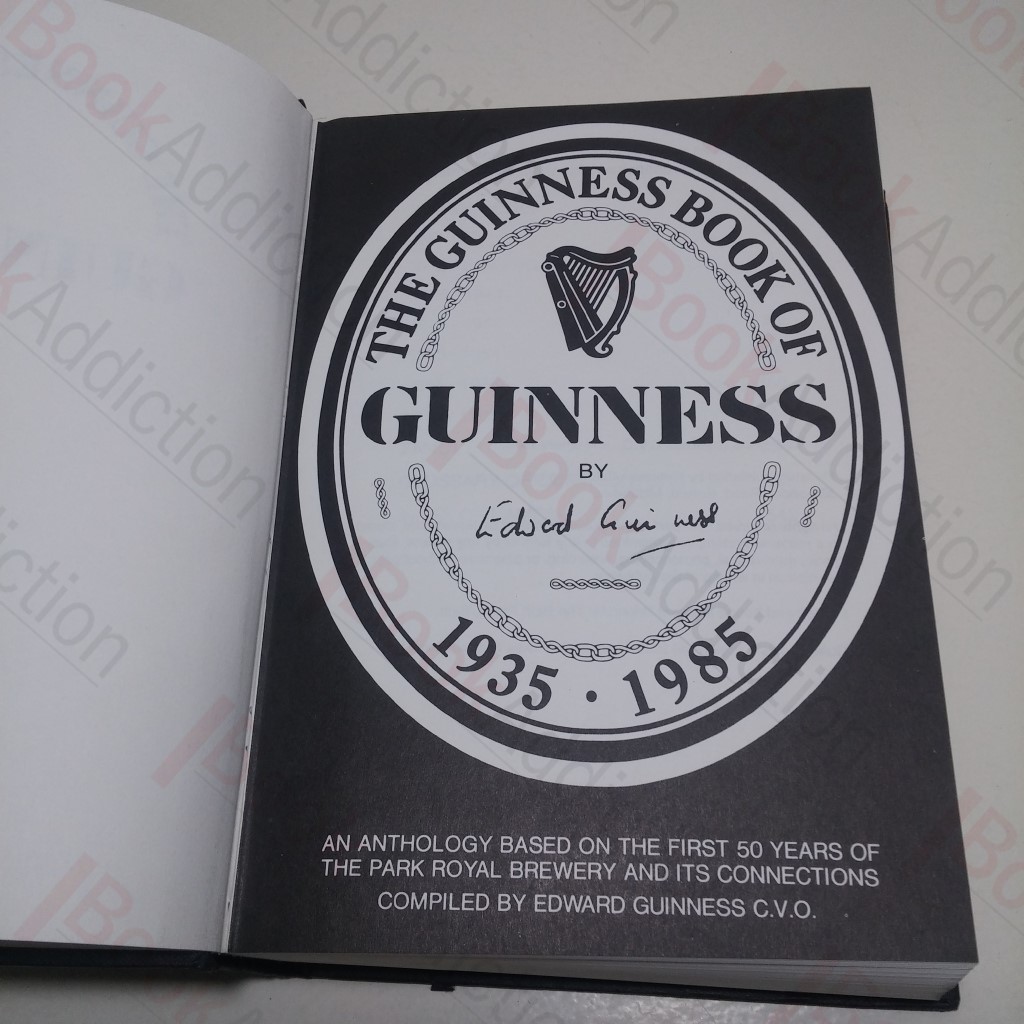 THE GUINNESS BOOK OF
GUINNESS
BY
Edward Guinness
1935 · 1985
AN ANTHOLOGY BASED ON THE FIRST 50 YEARS OF
THE PARK ROYAL BREWERY AND ITS CONNECTIONS
COMPILED BY EDWARD GUINNESS C.V.O.
BookAddiction